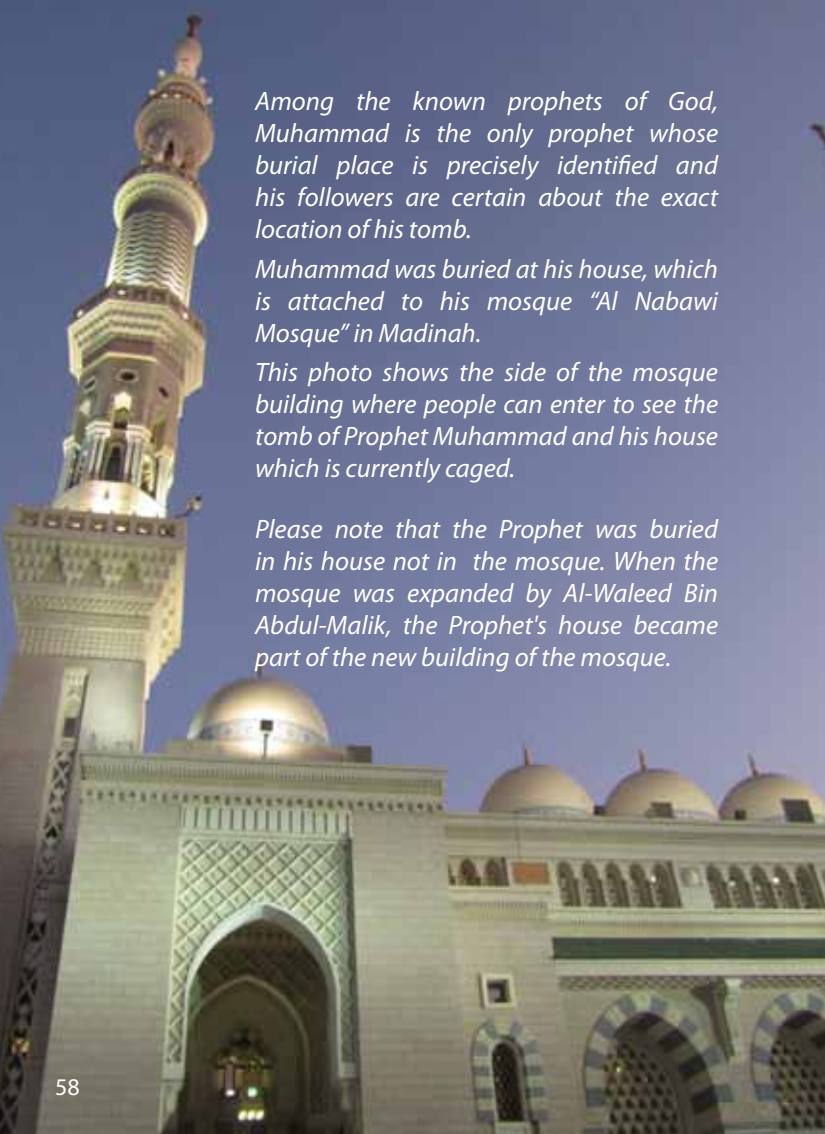 Among the known prophets of God,
Muhammad is the only prophet whose
burial place is precisely identified and
his followers are certain about the exact
location of his tomb.
Muhammad was buried at his house, which
is attached to his mosque “Al Nabawi
Mosque” in Madinah.
This photo shows the side of the mosque
building where people can enter to see the
tomb of Prophet Muhammad and his house
which is currently caged.
Please note that the Prophet was buried
in his house not in the mosque. When the
mosque was expanded by Al-Waleed Bin
Abdul-Malik, the Prophet's house became
part of the new building of the mosque.
58